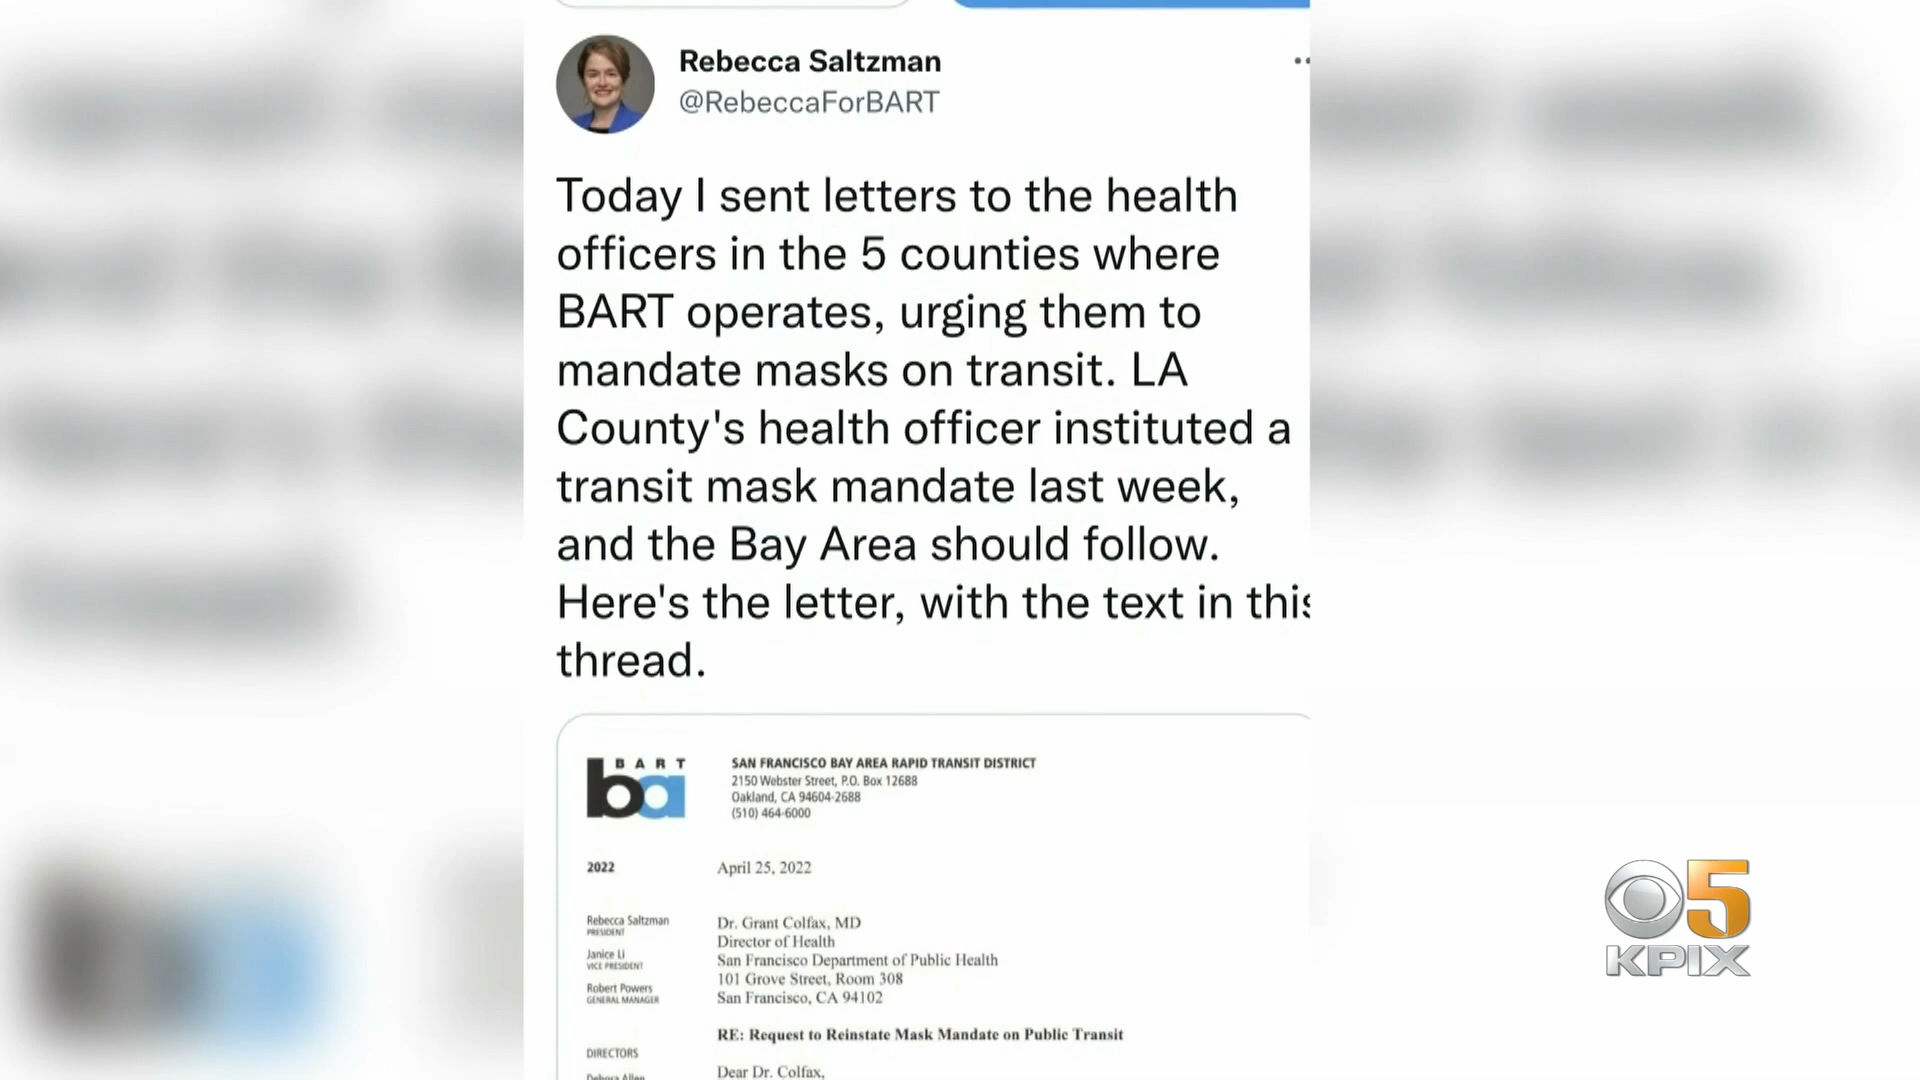 Rebecca Saltzman
@RebeccaForBART
Today I sent letters to the health
officers in the 5 counties where
BART operates, urging them to
mandate masks on transit. LA
County's health officer instituted a
transit mask mandate last week,
and the Bay Area should follow.
Here's the letter, with the text in this
thread.
BART
ba
SAN FRANCISCO BAY AREA RAPID TRANSIT DISTRICT
2150 Webster Street, P.O. Box 12688
Oakland, CA 94604-2688
(510) 464-6000
2022
April 25, 2022
Rebecca Saltzman
PRESIDENT
Janice Li
VICE PRESIDENT
Robert Powers
GENERAL MANAGER
DIRECTORS
Debora Allen
Dr. Grant Colfax, MD
Director of Health
San Francisco Department of Public Health
101 Grove Street, Room 308
San Francisco, CA 94102
RE: Request to Reinstate Mask Mandate on Public Transit
Dear Dr. Colfax,
5
KPIX